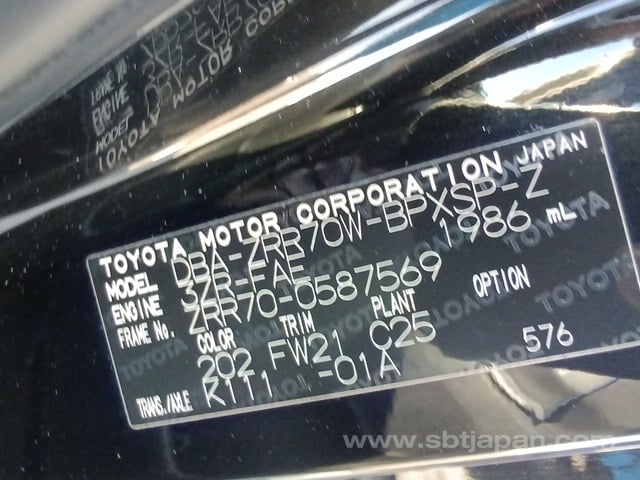 TOYOTA MOTOR CORPORATION JAPAN
MODEL DBA-ZRR70W-BPXSP-Z
ENGINE 3ZR-FAE 1986 mL
FRAME No. ZRR70-0587569
COLOR TRIM PLANT OPTION
202 FW21 C25
TRANS./AXLE K111 -01A 576
www.sbtjapan.com